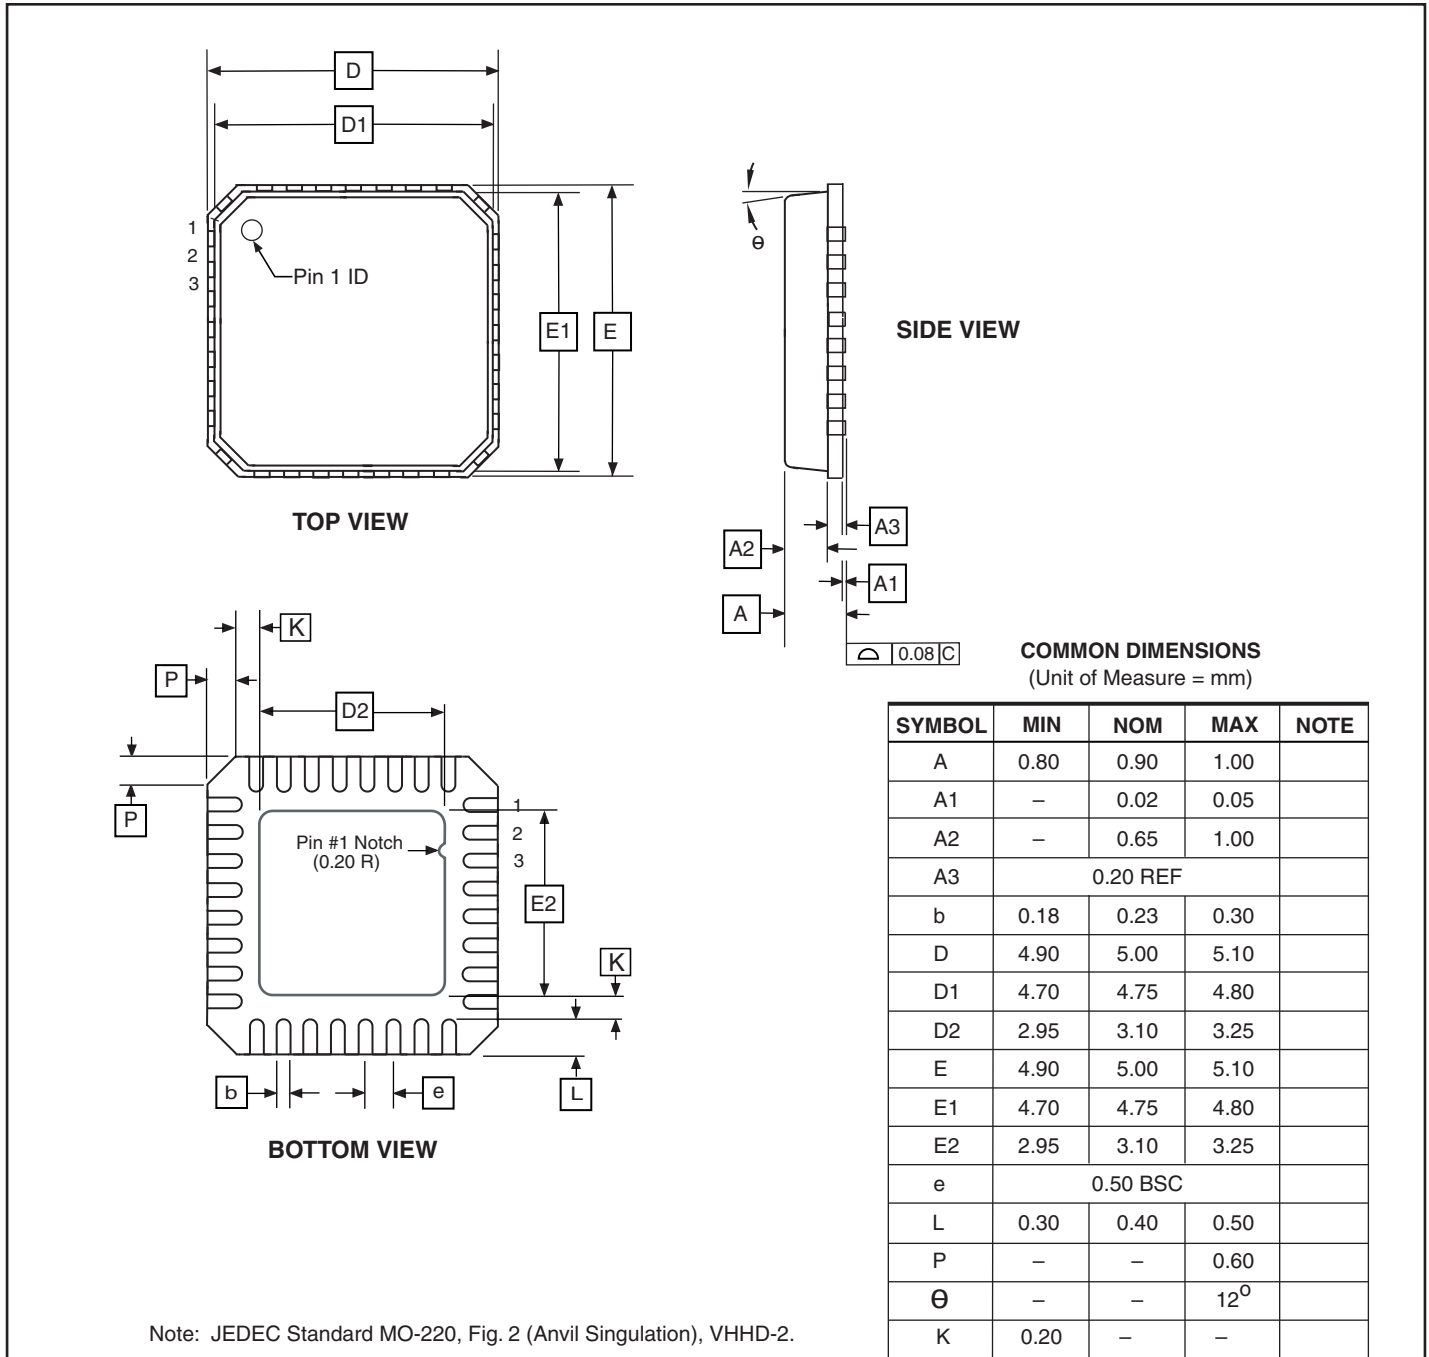 D
D1
1
2
3
Pin 1 ID
E1
E
TOP VIEW
Θ
SIDE VIEW
A3
A2
A1
A
0.08 C
K
P
D2
P
Pin #1 Notch
(0.20 R)
1
2
3
E2
K
b
e
L
BOTTOM VIEW
COMMON DIMENSIONS
(Unit of Measure = mm)
SYMBOL MIN NOM MAX NOTE
A 0.80 0.90 1.00
A1 – 0.02 0.05
A2 – 0.65 1.00
A3 0.20 REF
b 0.18 0.23 0.30
D 4.90 5.00 5.10
D1 4.70 4.75 4.80
D2 2.95 3.10 3.25
E 4.90 5.00 5.10
E1 4.70 4.75 4.80
E2 2.95 3.10 3.25
e 0.50 BSC
L 0.30 0.40 0.50
P – – 0.60
Θ – – 12°
K 0.20 – –
Note: JEDEC Standard MO-220, Fig. 2 (Anvil Singulation), VHHD-2.